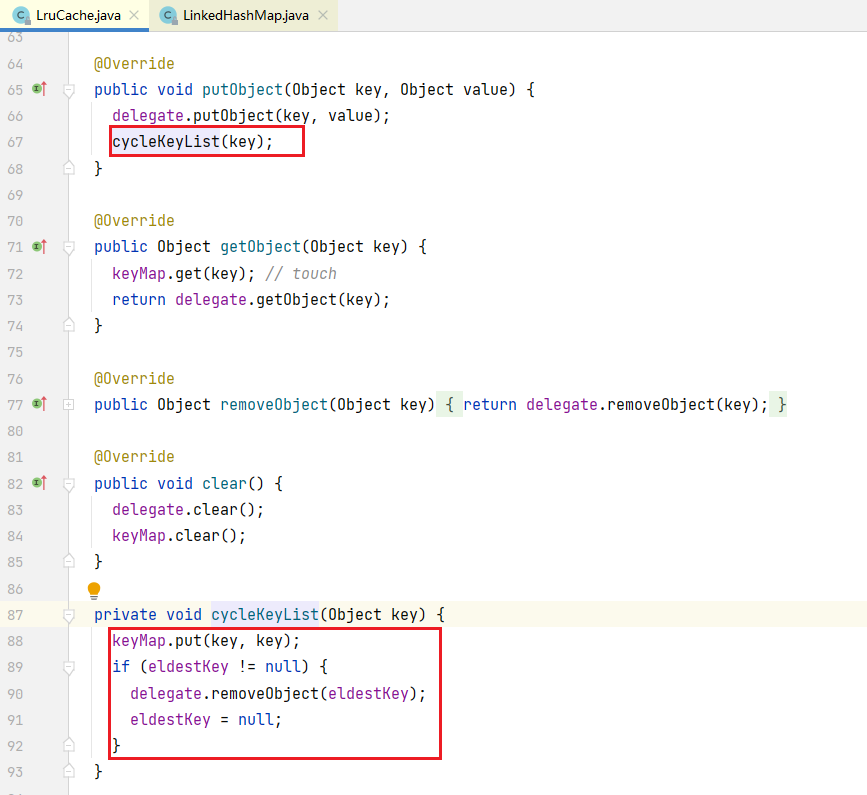 LruCache.java LinkedHashMap.java
63
64 @Override
65 public void putObject(Object key, Object value) {
66 delegate.putObject(key, value);
67 cycleKeyList(key);
68 }
69
70 @Override
71 public Object getObject(Object key) {
72 keyMap.get(key); // touch
73 return delegate.getObject(key);
74 }
75
76 @Override
77 public Object removeObject(Object key) { return delegate.removeObject(key); }
80
81 @Override
82 public void clear() {
83 delegate.clear();
84 keyMap.clear();
85 }
86
87 private void cycleKeyList(Object key) {
88 keyMap.put(key, key);
89 if (eldestKey != null) {
90 delegate.removeObject(eldestKey);
91 eldestKey = null;
92 }
93 }